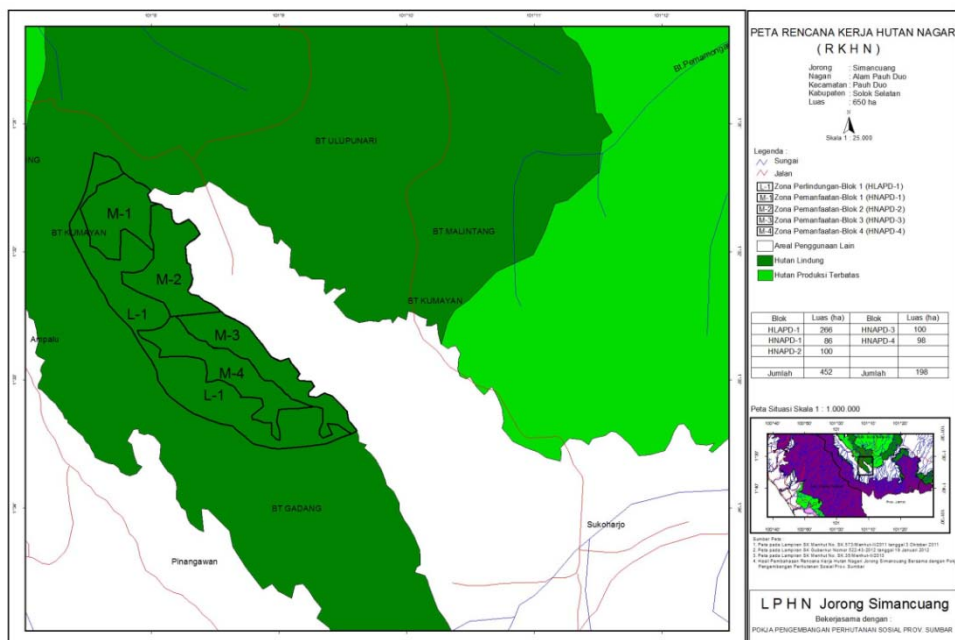 PETA RENCANA KERJA HUTAN NAGARI
( R K H N )
Jorong : Simancuang
Nagari : Alam Pauh Duo
Kecamatan : Pauh Duo
Kabupaten : Solok Selatan
Luas : 650 ha
Skala 1 : 25.000
Legenda :
Sungai
Jalan
L-1 Zona Perlindungan-Blok 1 (HLAPD-1)
M-1 Zona Pemanfaatan-Blok 1 (HNAPD-1)
M-2 Zona Pemanfaatan-Blok 2 (HNAPD-2)
M-3 Zona Pemanfaatan-Blok 3 (HNAPD-3)
M-4 Zona Pemanfaatan-Blok 4 (HNAPD-4)
Areal Penggunaan Lain
Hutan Lindung
Hutan Produksi Terbatas
Blok Luas (ha) Blok Luas (ha)
HLAPD-1 266 HNAPD-3 100
HNAPD-1 86 HNAPD-4 98
HNAPD-2 100
Jumlah 452 Jumlah 198
Peta Situasi Skala 1 : 1.000.000
Sumber Peta :
LPHN Jorong Simancuang
Bekerjasama dengan :
POKJA PENGEMBANGAN PERHUTANAN SOSIAL PROV. SUMBAR
BT ULUPUNARI
M-1
BT KUMAYAN
BT MALINTANG
M-2
BT KUMAYAN
L-1
M-3
M-4
L-1
BT GADANG
Sukoharjo
Pinangawan